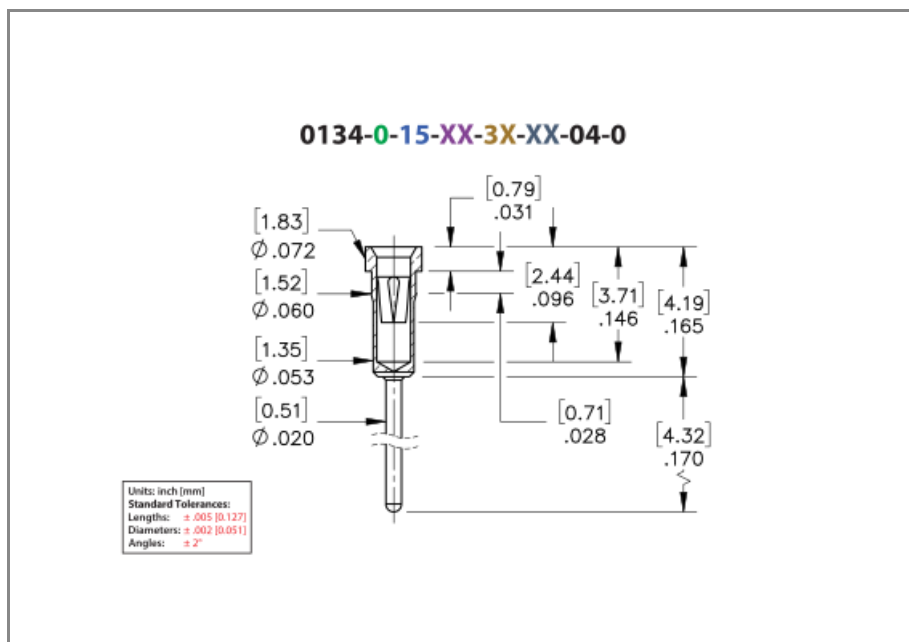 0134-0-15-XX-3X-XX-04-0
[0.79]
.031
[1.83]
Ø.072
[2.44]
.096
[3.71]
.146
[4.19]
.165
[1.52]
Ø.060
[1.35]
Ø.053
[0.51]
Ø.020
[0.71]
.028
[4.32]
.170
Units: inch [mm]
Standard Tolerances:
Lengths: ± .005 [0.127]
Diameters: ± .002 [0.051]
Angles: ± 2°